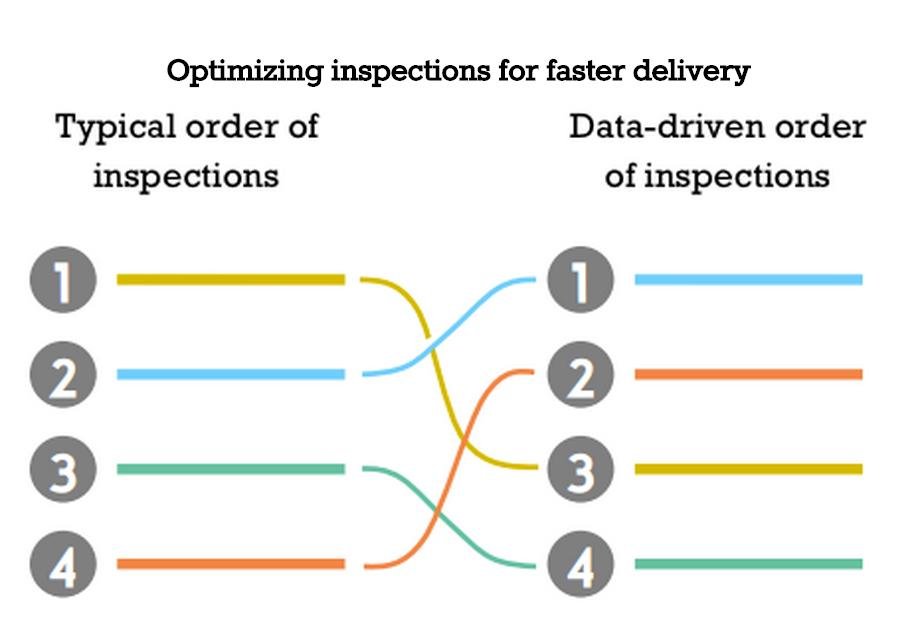 Optimizing inspections for faster delivery
Typical order of
inspections
Data-driven order
of inspections
1
1
2
2
3
3
4
4